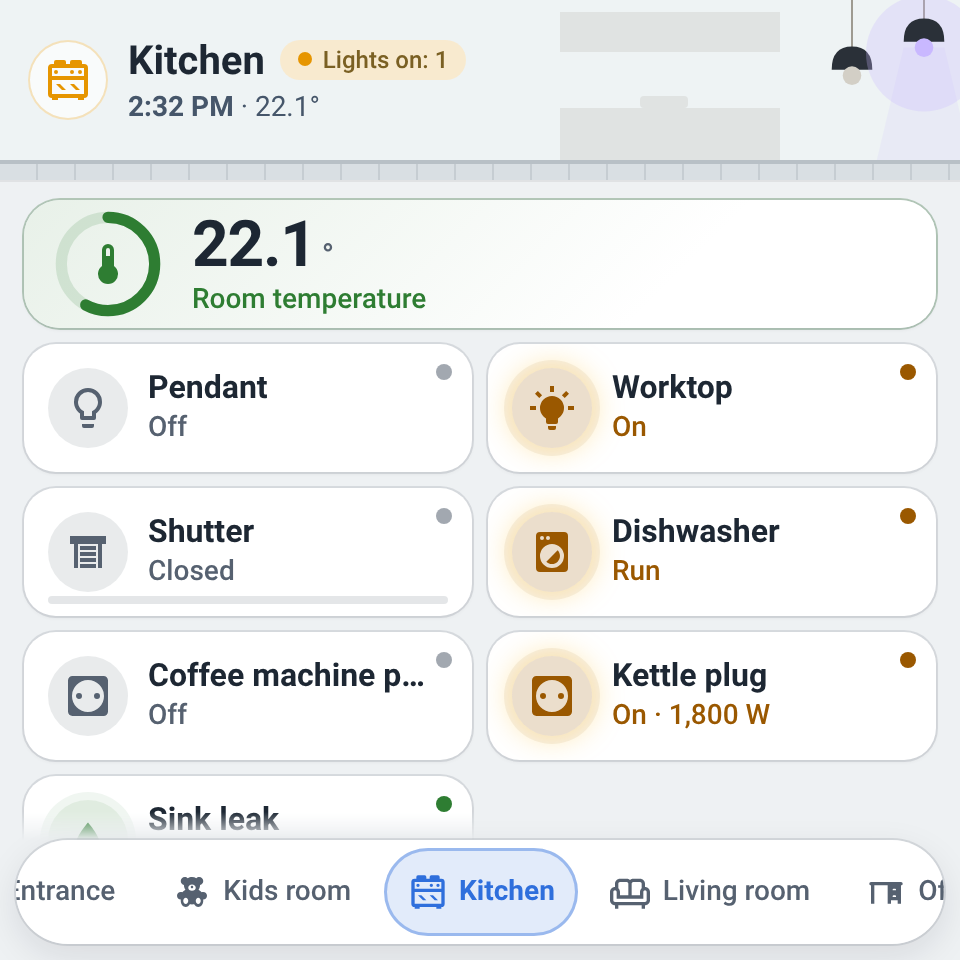 Kitchen
Lights on: 1
2:32 PM · 22.1°
22.1 °
Room temperature
Pendant
Off
Worktop
On
Shutter
Closed
Dishwasher
Run
Coffee machine p...
Off
Kettle plug
On · 1,800 W
Sink leak
Entrance
Kids room
Kitchen
Living room